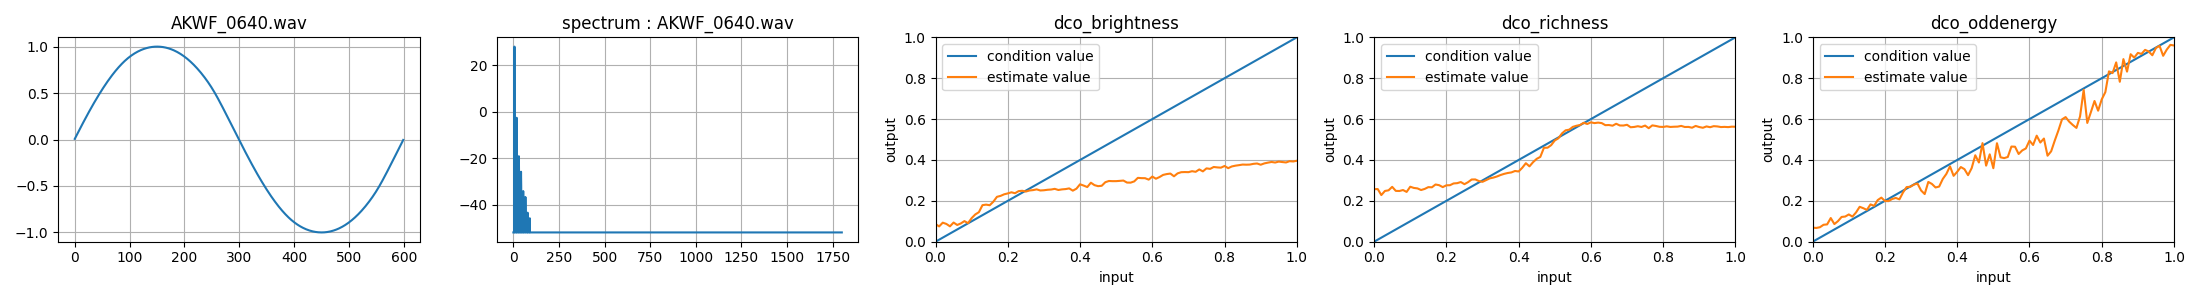 AKWF_0640.wav
1.0
0.5
0.0
−0.5
−1.0
0 100 200 300 400 500 600
spectrum : AKWF_0640.wav
20
0
−20
−40
0 250 500 750 1000 1250 1500 1750
dco_brightness
condition value
estimate value
output
1.0
0.8
0.6
0.4
0.2
0.0
0.0 0.2 0.4 0.6 0.8 1.0
input
dco_richness
condition value
estimate value
output
1.0
0.8
0.6
0.4
0.2
0.0
0.0 0.2 0.4 0.6 0.8 1.0
input
dco_oddenergy
condition value
estimate value
output
1.0
0.8
0.6
0.4
0.2
0.0
0.0 0.2 0.4 0.6 0.8 1.0
input